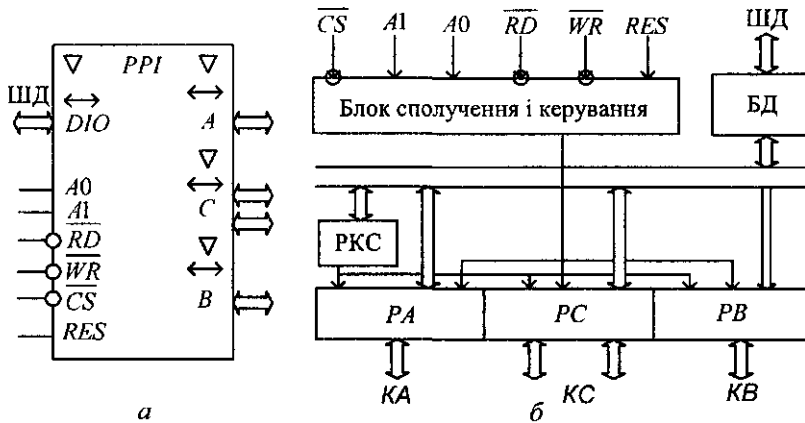 PPI
ШД
DIO
A
A0
A1
C
RD
WR
CS
B
RES
а
CS A1 A0 RD WR RES ШД
Блок сполучення і керування
БД
РКС
PA PC PB
КА КС КВ
б